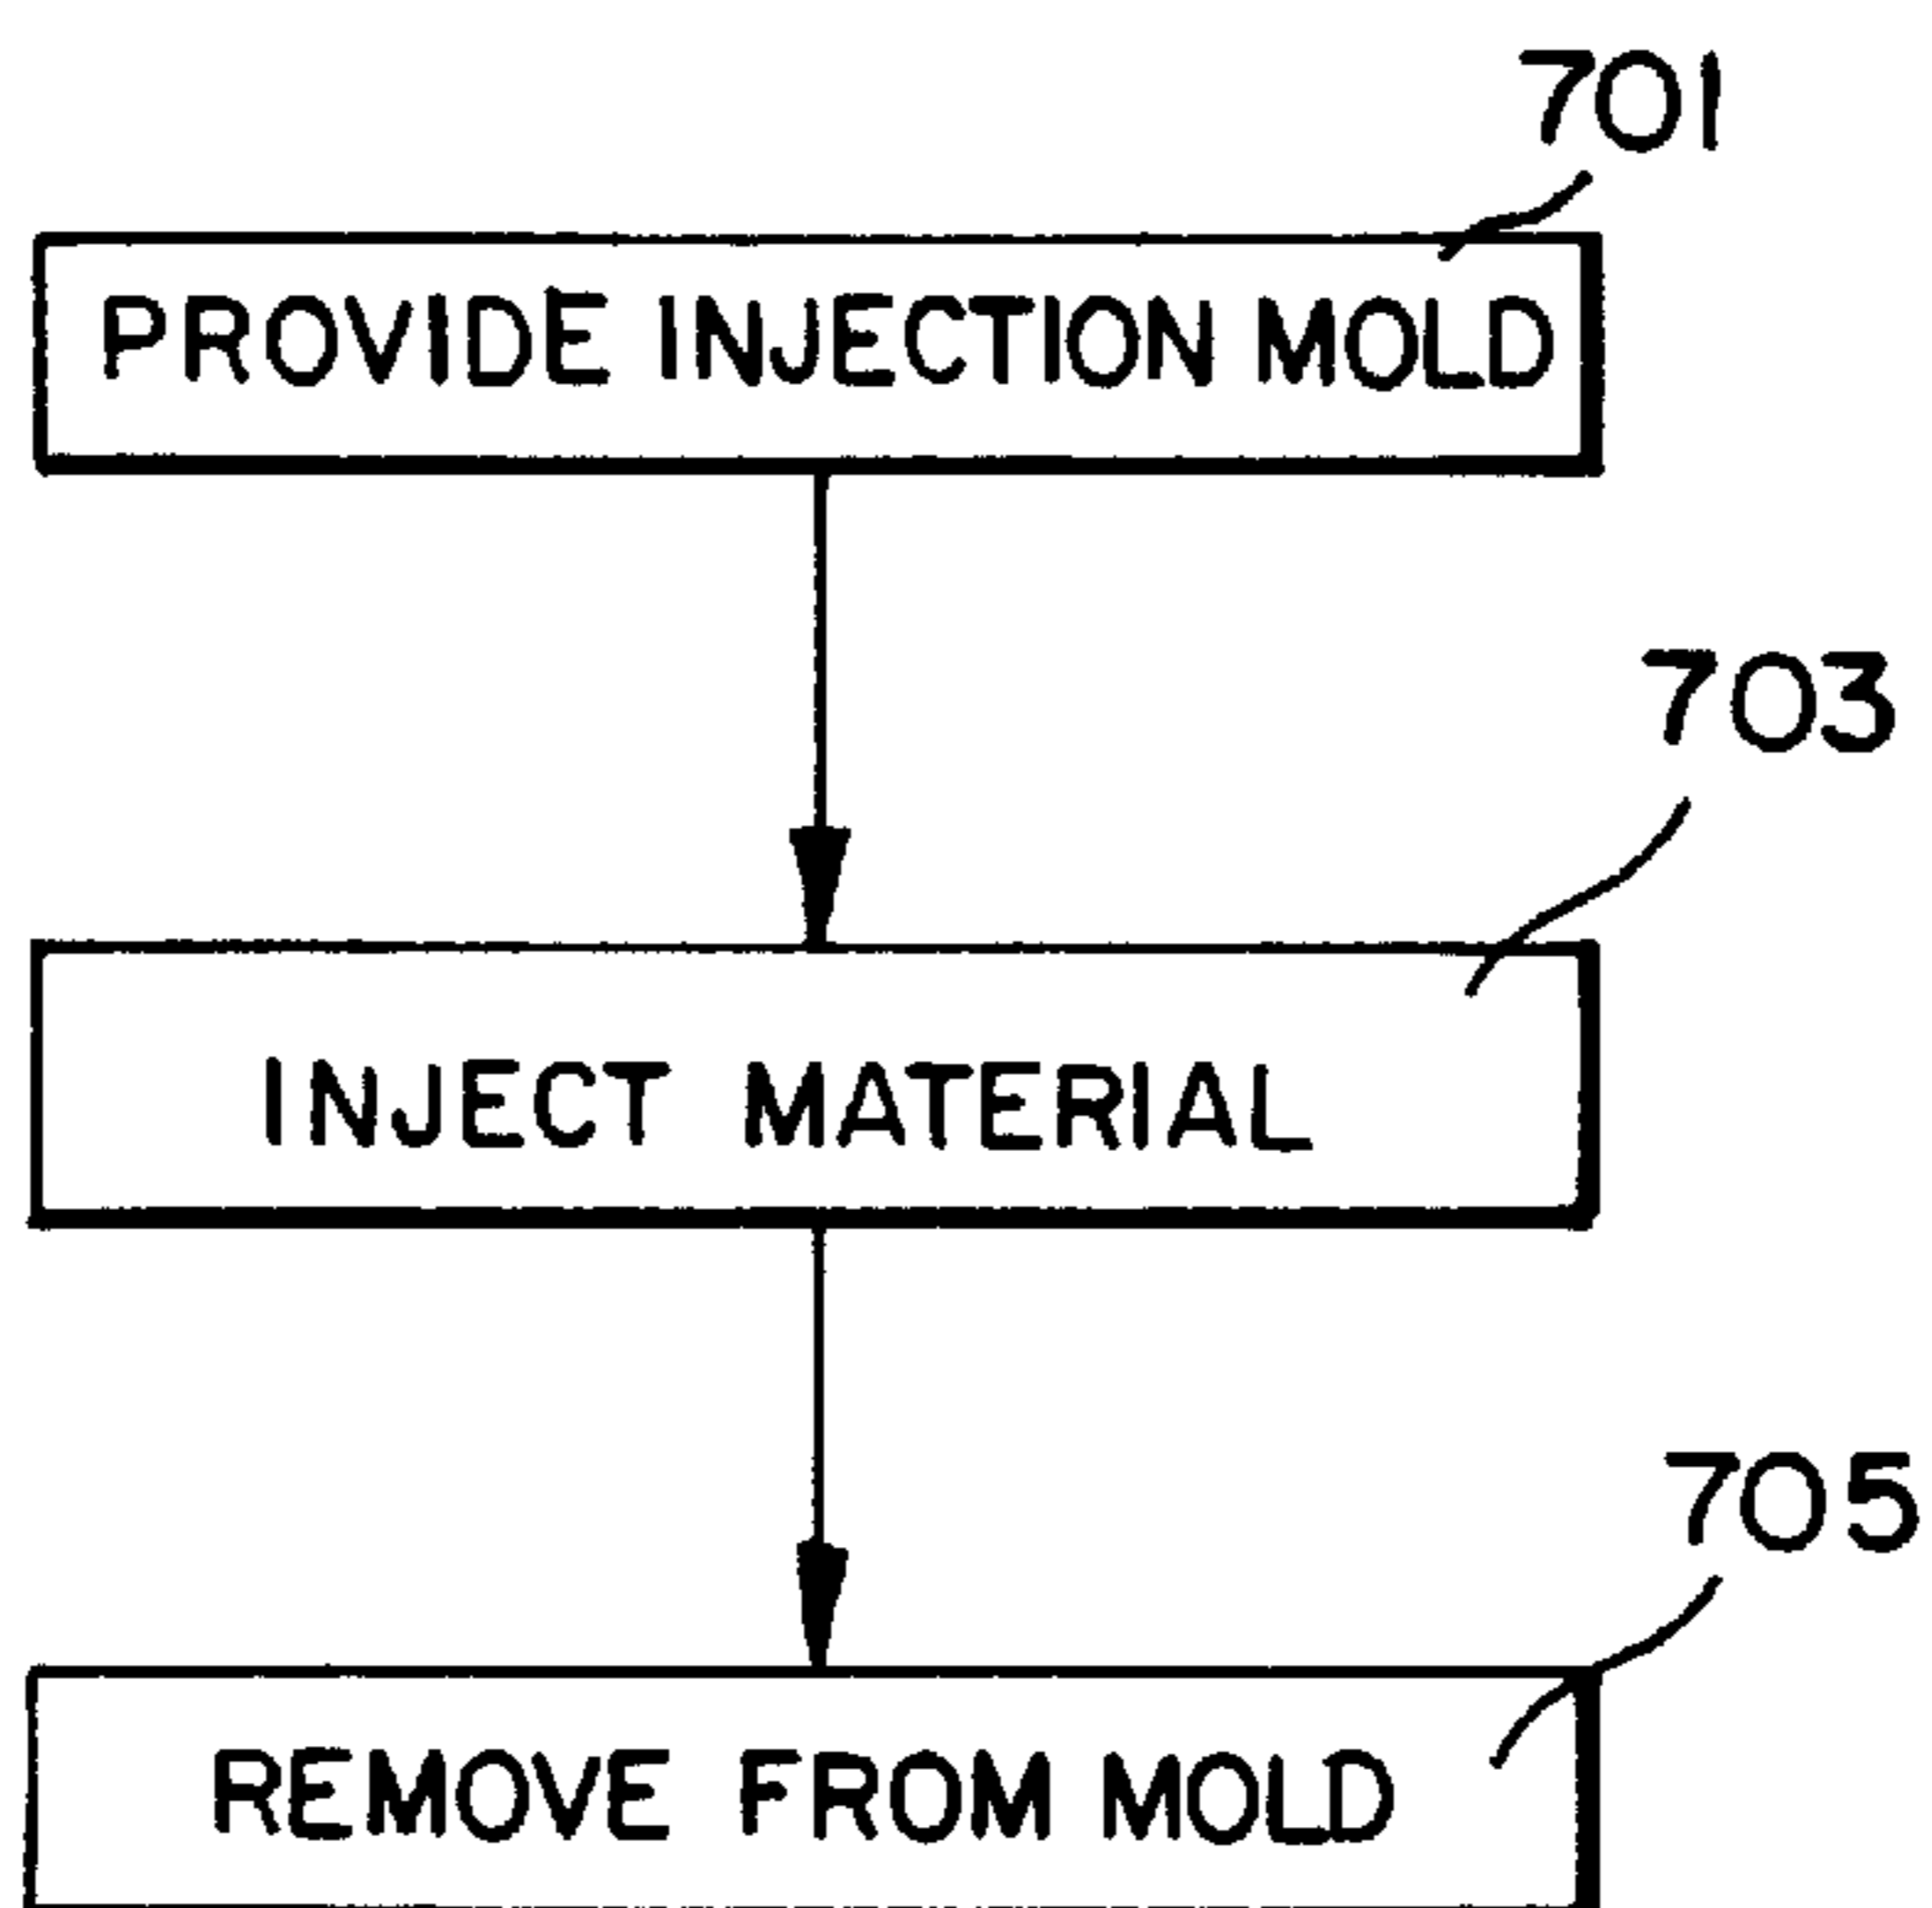 701
PROVIDE INJECTION MOLD
703
INJECT MATERIAL
705
REMOVE FROM MOLD